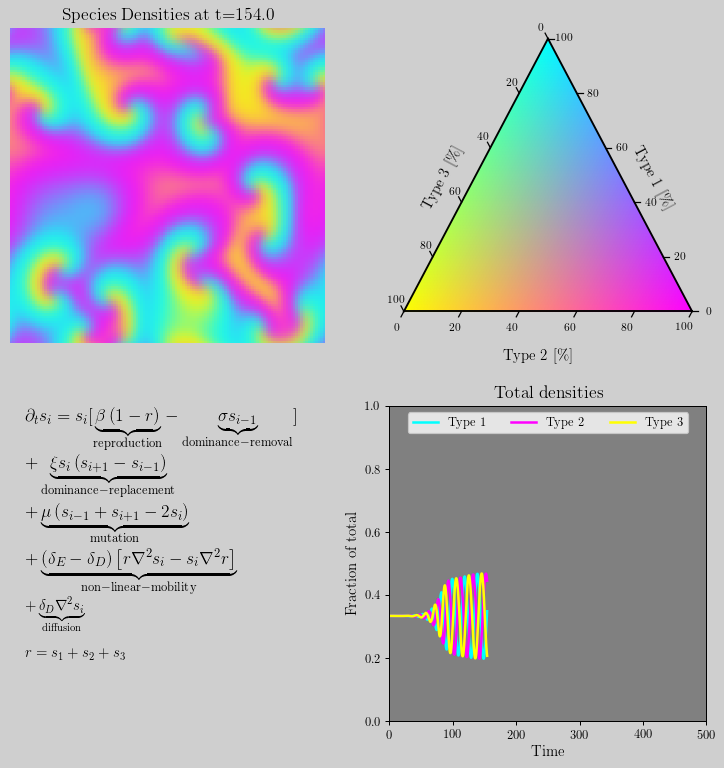 Species Densities at t=154.0
0
100
20
80
40
60
Type 3 [%]
Type 1 [%]
60
40
80
20
100
0
0
20
40
60
80
100
Type 2 [%]
∂ₜsᵢ = sᵢ[β (1 − r) − σsᵢ₋₁ ]
reproduction dominance−removal
+ ξsᵢ (sᵢ₊₁ − sᵢ₋₁)
dominance−replacement
+ μ (sᵢ₋₁ + sᵢ₊₁ − 2sᵢ)
mutation
+ (δ_E − δ_D) [r∇²sᵢ − sᵢ∇²r]
non−linear−mobility
+ δ_D∇²sᵢ
diffusion
r = s₁ + s₂ + s₃
Total densities
Type 1 Type 2 Type 3
1.0
0.8
0.6
0.4
0.2
0.0
Fraction of total
0 100 200 300 400 500
Time